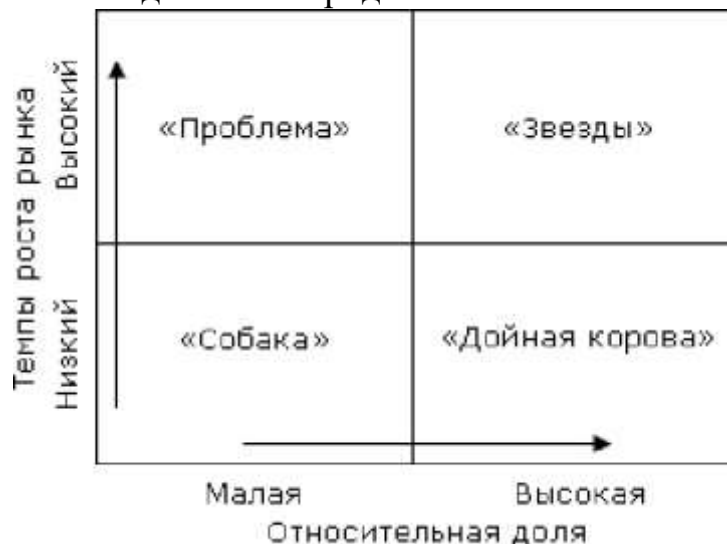 Темпы роста рынка
Высокий
Низкий
«Проблема»
«Звезды»
«Собака»
«Дойная корова»
Малая
Высокая
Относительная доля